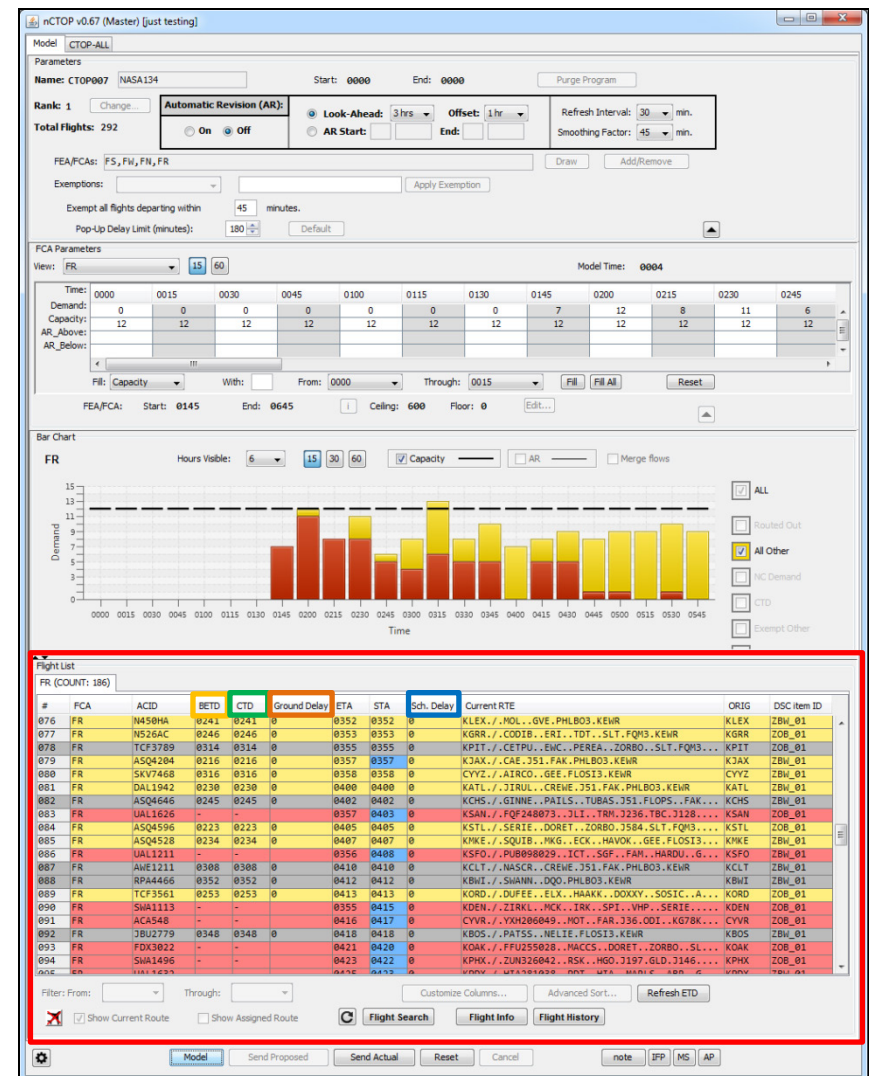 nCTOP v0.67 (Master) [just testing]
Model CTOP-ALL
Parameters
Name: CTOP007 NASA134 Start: 0000 End: 0000 Purge Program
Rank: 1 Change... Automatic Revision (AR): Look-Ahead: 3 hrs Offset: 1 hr Refresh Interval: 30 min.
Total Flights: 292 On Off AR Start: End: Smoothing Factor: 45 min.
FEA/FCAs: FS,FW,FN,FR Draw Add/Remove
Exemptions: Apply Exemption
Exempt all flights departing within 45 minutes.
Pop-Up Delay Limit (minutes): 180 Default
FCA Parameters
View: FR 15 60 Model Time: 0004
Time: 0000 0015 0030 0045 0100 0115 0130 0145 0200 0215 0230 0245
Demand: 0 0 0 0 0 0 0 7 12 8 11 6
Capacity: 12 12 12 12 12 12 12 12 12 12 12 12
AR_Above:
AR_Below:
Fill: Capacity With: From: 0000 Through: 0015 Fill Fill All Reset
FEA/FCA: Start: 0145 End: 0645 i Ceiling: 600 Floor: 0 Edit...
Bar Chart
FR Hours Visible: 6 15 30 60 Capacity AR Merge flows
15
13
11
9
7
5
3
0
Demand
0000 0015 0030 0045 0100 0115 0130 0145 0200 0215 0230 0245 0300 0315 0330 0345 0400 0415 0430 0445 0500 0515 0530 0545
Time
ALL
Routed Out
All Other
NC Demand
CTD
Exempt Other
Flight List
FR (COUNT: 186)
# FCA ACID BETD CTD Ground Delay ETA STA Sch. Delay Current RTE ORIG DSC item ID
076 FR N450HA 0241 0241 0 0352 0352 0 KLEX./.MOL..GVE.PHLBO3.KEWR KLEX ZBW_01
077 FR N526AC 0246 0246 0 0353 0353 0 KGRR./.CODIB..ERI..TDT..SLT.FQM3.KEWR KGRR ZOB_01
078 FR TCF3789 0314 0314 0 0355 0355 0 KPIT./.CETPU..EWC..PEREA..ZORBO..SLT.FQM3... KPIT ZOB_01
079 FR ASQ4204 0216 0216 0 0357 0357 0 KJAX./.CAE.J51.FAK.PHLBO3.KEWR KJAX ZBW_01
080 FR SKV7468 0316 0316 0 0358 0358 0 CYYZ./.AIRCO..GEE.FLOSI3.KEWR CYYZ ZBW_01
081 FR DAL1942 0230 0230 0 0400 0400 0 KATL./.JIRUL..CREWE.J51.FAK.PHLBO3.KEWR KATL ZBW_01
082 FR ASQ4646 0245 0245 0 0402 0402 0 KCHS./.GINNE..PAILS..TUBAS.J51.FLOPS..FAK... KCHS ZBW_01
083 FR UAL1626 - - 0357 0403 KSAN./.FQF248073..JLI..TRM.J236.TBC.J128.... KSAN ZOB_01
084 FR ASQ4596 0223 0223 0 0405 0405 0 KSTL./.SERIE..DORET..ZORBO.J584.SLT.FQM3.... KSTL ZOB_01
085 FR ASQ4528 0234 0234 0 0407 0407 0 KMKE./.SQUIB..MKG..ECK..HAVOK..GEE.FLOSI3... KMKE ZBW_01
086 FR UAL1211 - - 0356 0408 KSFO./.PUB098029..ICT..SGF..FAM..HARDU..G... KSFO ZBW_01
087 FR AWE1211 0308 0308 0 0410 0410 0 KCLT./.NASCR..CREWE.J51.FAK.PHLBO3.KEWR KCLT ZBW_01
088 FR RPA4466 0352 0352 0 0412 0412 0 KBWI./.SWANN..DQO.PHLBO3.KEWR KBWI ZBW_01
089 FR TCF3561 0253 0253 0 0413 0413 0 KORD./.DUFEE..ELX..HAAKK..DOXXY..SOSIC..A... KORD ZOB_01
090 FR SWA1113 - - 0355 0415 KDEN./.ZIRKL..MCK..IRK..SPI..VHP..SERIE..... KDEN ZOB_01
091 FR ACA548 - - 0416 0417 CYVR./.YXH206049..MOT..FAR.J36.ODI..KG78K... CYVR ZBW_01
092 FR JBU2779 0348 0348 0 0418 0418 0 KBOS./.PATSS..NELIE.FLOSI3.KEWR KBOS ZBW_01
093 FR FDX3022 - - 0421 0420 KOAK./.FFU255028..MACCS..DORET..ZORBO..SL... KOAK ZOB_01
094 FR SWA1496 - - 0423 0422 KPHX./.ZUN326042..RSK..HGO.J197.GLD.J146.... KPHX ZOB_01
Filter: From: Through: Customize Columns... Advanced Sort... Refresh ETD
Show Current Route Show Assigned Route C Flight Search Flight Info Flight History
Model Send Proposed Send Actual Reset Cancel note IFP MS AP